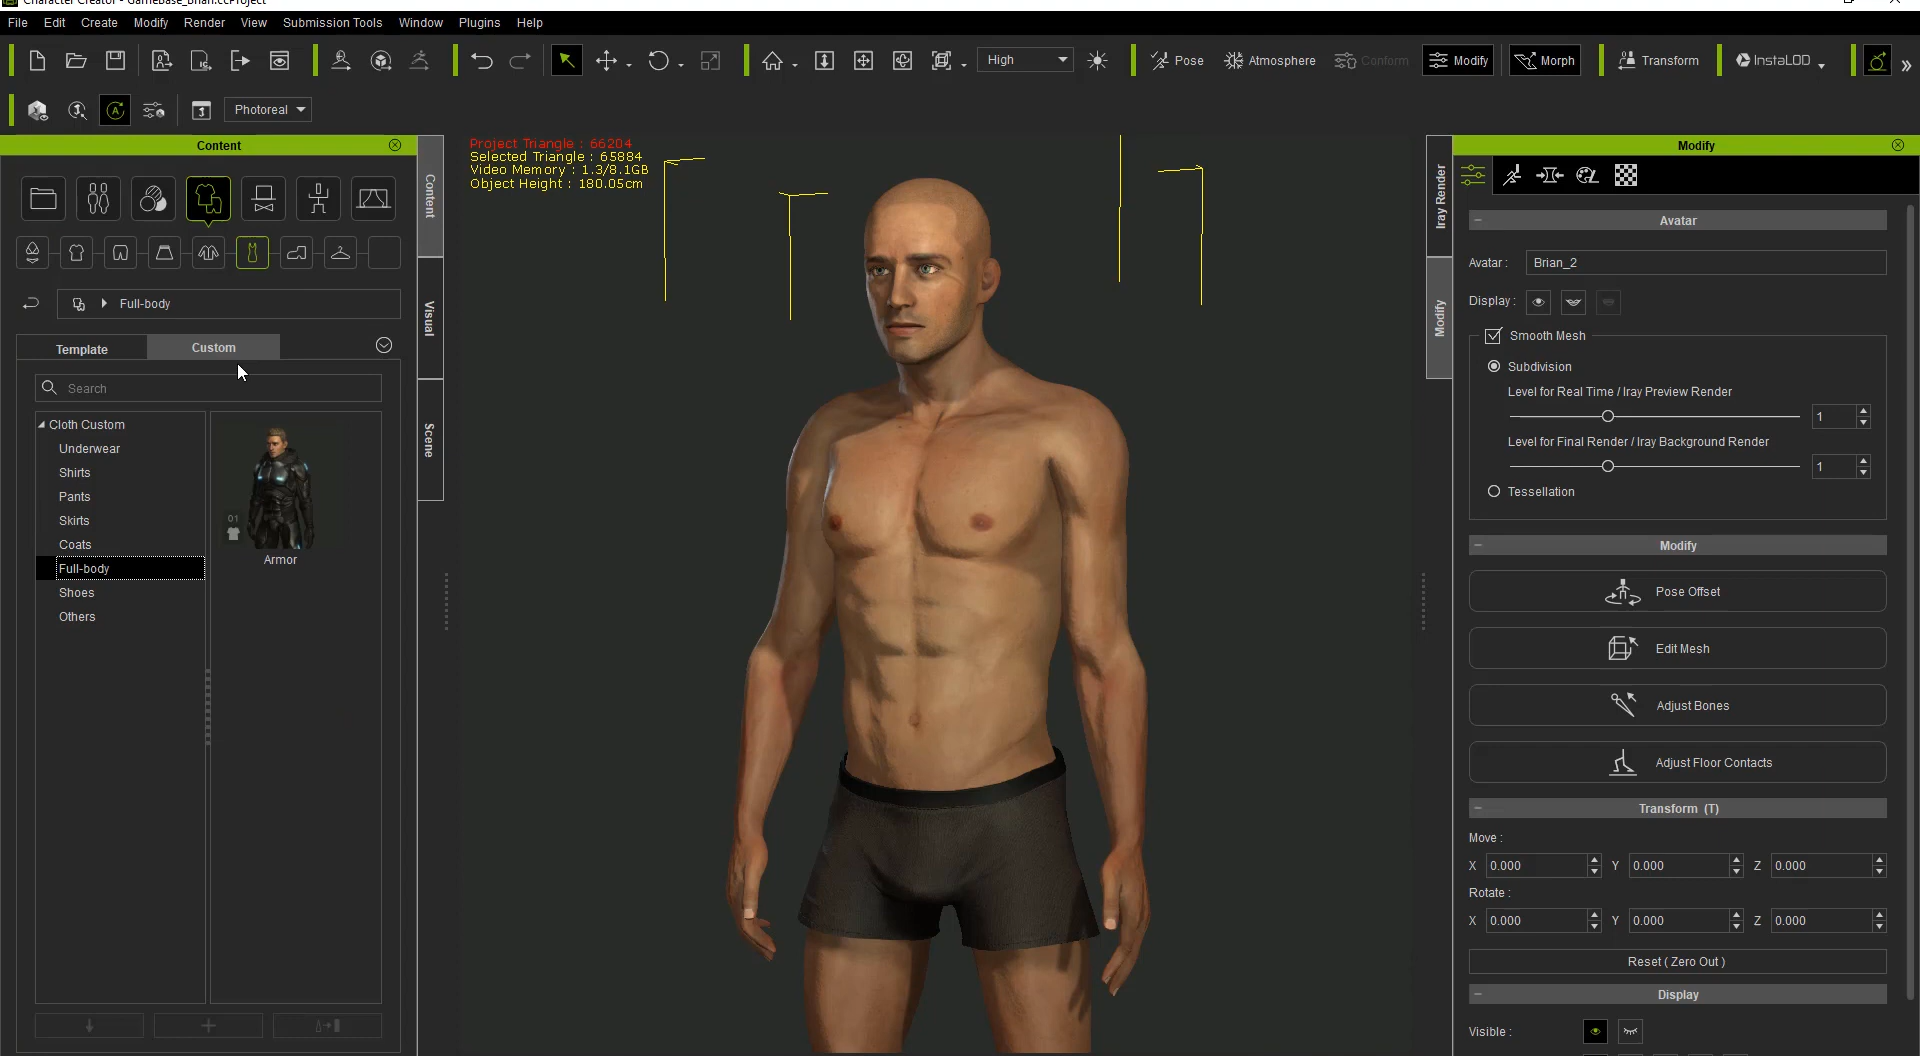 Character Creator - GameBase_Brian.ccProject
File Edit Create Modify Render View Submission Tools Window Plugins Help
High
Pose
Atmosphere
Conform
Modify
Morph
Transform
InstaLOD
Photoreal
Content
Full-body
Template
Custom
Search
Cloth Custom
Underwear
Shirts
Pants
Skirts
Coats
Full-body
Shoes
Others
01
Armor
Content
Visual
Scene
Project Triangle : 66204
Selected Triangle : 65884
Video Memory : 1.3/8.1GB
Object Height : 180.05cm
Iray Render
Modify
Modify
Avatar
Avatar : Brian_2
Display :
Smooth Mesh
Subdivision
Level for Real Time / Iray Preview Render
1
Level for Final Render / Iray Background Render
1
Tessellation
Modify
Pose Offset
Edit Mesh
Adjust Bones
Adjust Floor Contacts
Transform (T)
Move :
X 0.000 Y 0.000 Z 0.000
Rotate :
X 0.000 Y 0.000 Z 0.000
Reset ( Zero Out )
Display
Visible :